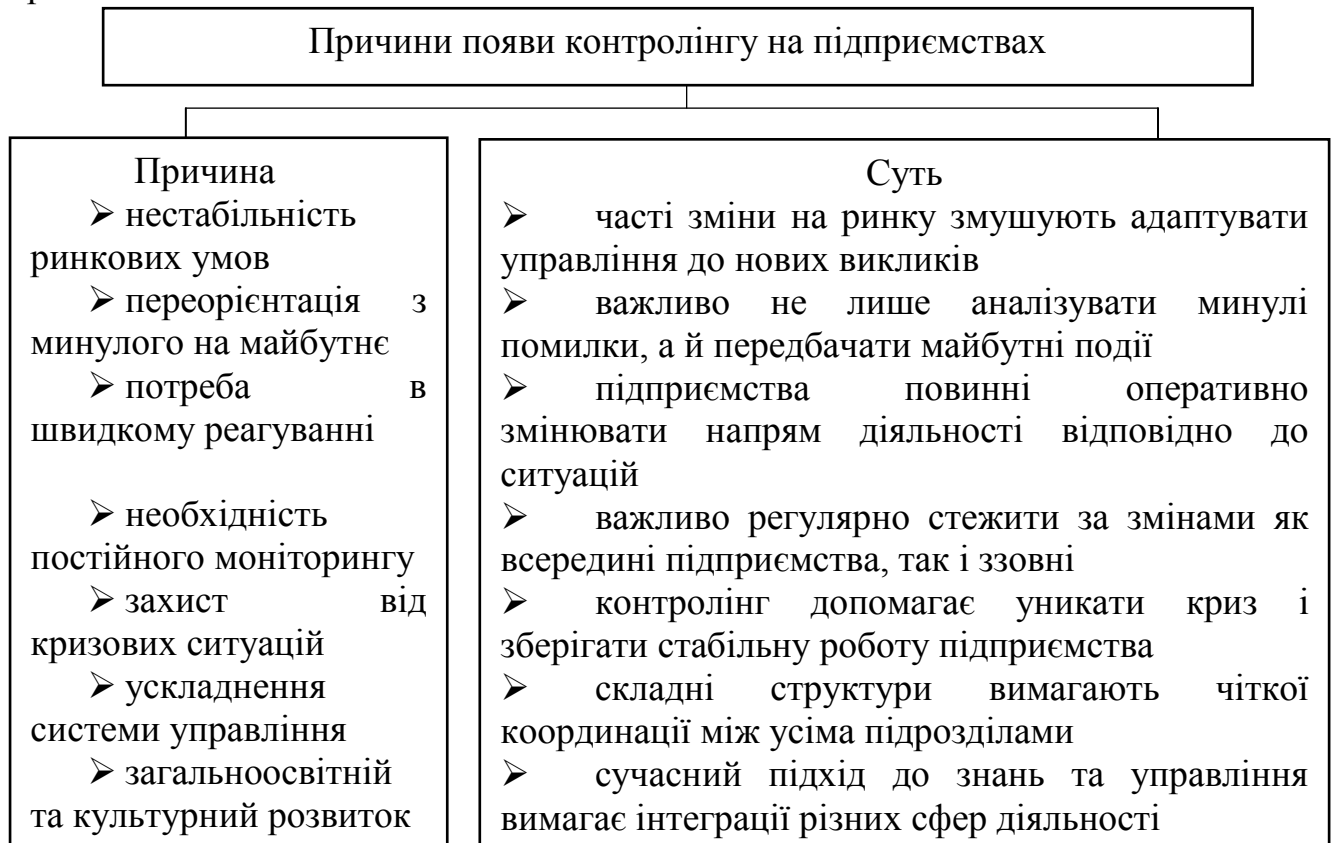 Причини появи контролінгу на підприємствах
Причина
➢ нестабільність
ринкових умов
➢ переорієнтація з
минулого на майбутнє
➢ потреба в
швидкому реагуванні
➢ необхідність
постійного моніторингу
➢ захист від
кризових ситуацій
➢ ускладнення
системи управління
➢ загальноосвітній
та культурний розвиток
Суть
➢ часті зміни на ринку змушують адаптувати
управління до нових викликів
➢ важливо не лише аналізувати минулі
помилки, а й передбачати майбутні події
➢ підприємства повинні оперативно
змінювати напрям діяльності відповідно до
ситуацій
➢ важливо регулярно стежити за змінами як
всередині підприємства, так і ззовні
➢ контролінг допомагає уникати криз і
зберігати стабільну роботу підприємства
➢ складні структури вимагають чіткої
координації між усіма підрозділами
➢ сучасний підхід до знань та управління
вимагає інтеграції різних сфер діяльності